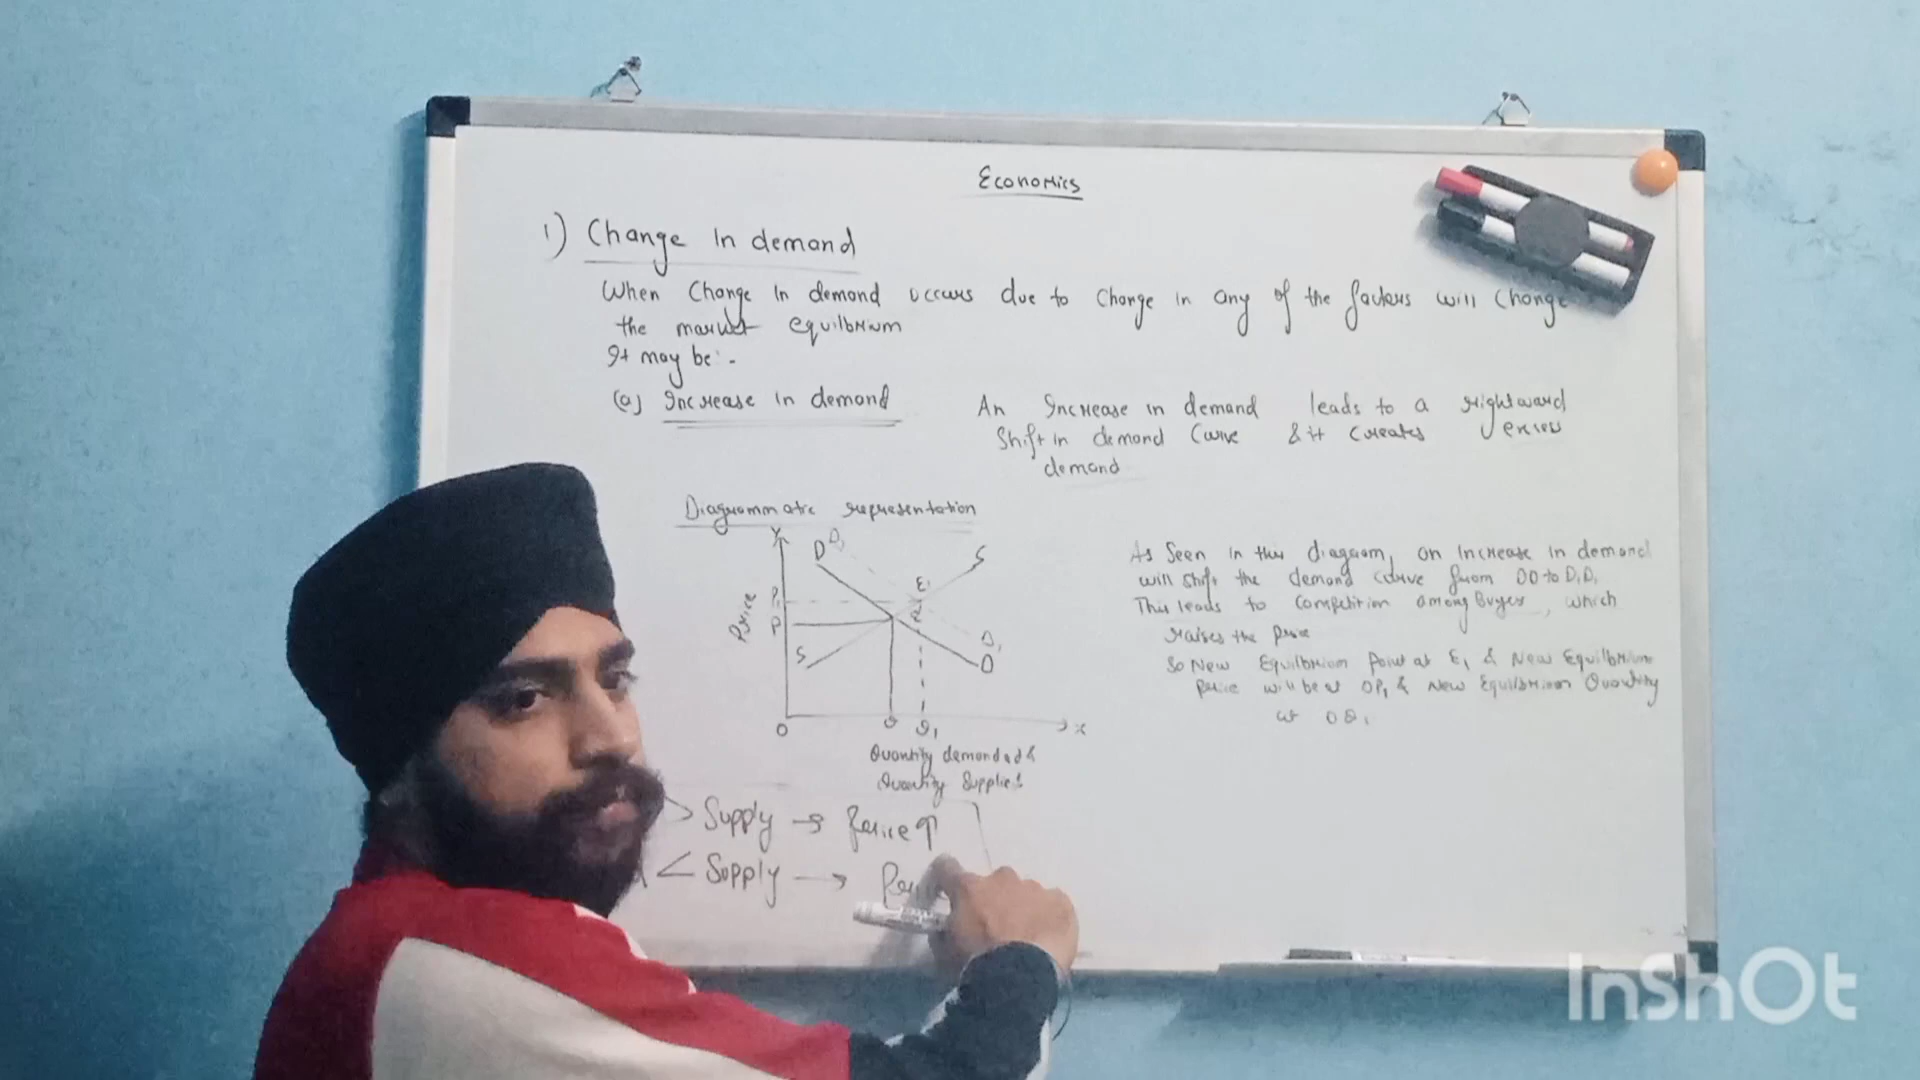 Economics
1) Change In demand
When Change In demand occurs due to change in any of the factors will change
the market equilbrium
It may be:-
(a) Increase in demand
An Increase in demand leads to a rightward
Shift in demand Curve & it creates excess
demand
Diagrammatic representation
Y
D D1
S
E1
P1
P
Price
S
D1
D
O
Q
Q1
X
Quantity demanded &
Quantity Supplied
As Seen in this diagram, an increase in demand
will shift the demand curve from DD to D1D1
This leads to competition among Buyers, which
raises the price
So New Equilbrium Point at E1 & New Equilbrium
Price will be at OP1 & New Equilibrium Quantity
at OQ1
> Supply → Price ↑
< Supply →
InShOt